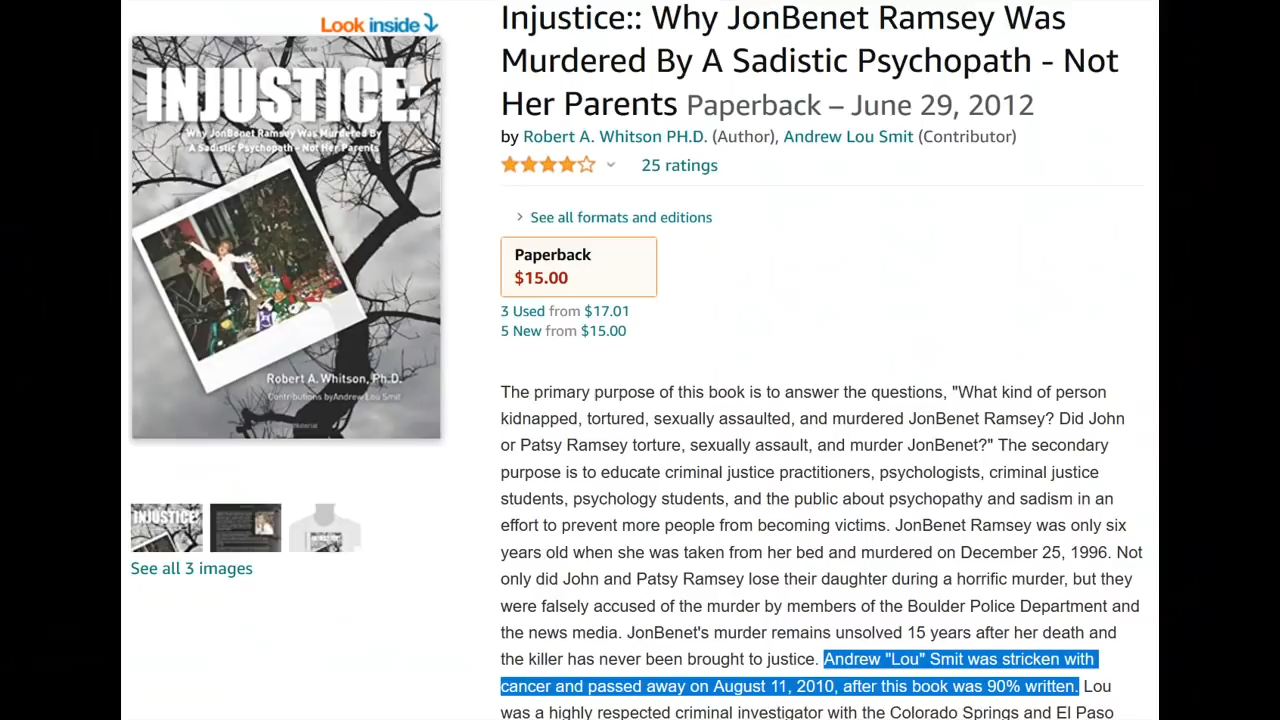 Look inside
INJUSTICE:
Why JonBenet Ramsey Was Murdered By
A Sadistic Psychopath - Not Her Parents
Robert A. Whitson, Ph.D.
Contributions byAndrew Lou Smit
INJUSTICE
See all 3 images
Injustice:: Why JonBenet Ramsey Was
Murdered By A Sadistic Psychopath - Not
Her Parents Paperback – June 29, 2012
by Robert A. Whitson PH.D. (Author), Andrew Lou Smit (Contributor)
25 ratings
See all formats and editions
Paperback
$15.00
3 Used from $17.01
5 New from $15.00
The primary purpose of this book is to answer the questions, "What kind of person
kidnapped, tortured, sexually assaulted, and murdered JonBenet Ramsey? Did John
or Patsy Ramsey torture, sexually assault, and murder JonBenet?" The secondary
purpose is to educate criminal justice practitioners, psychologists, criminal justice
students, psychology students, and the public about psychopathy and sadism in an
effort to prevent more people from becoming victims. JonBenet Ramsey was only six
years old when she was taken from her bed and murdered on December 25, 1996. Not
only did John and Patsy Ramsey lose their daughter during a horrific murder, but they
were falsely accused of the murder by members of the Boulder Police Department and
the news media. JonBenet's murder remains unsolved 15 years after her death and
the killer has never been brought to justice. Andrew "Lou" Smit was stricken with
cancer and passed away on August 11, 2010, after this book was 90% written. Lou
was a highly respected criminal investigator with the Colorado Springs and El Paso